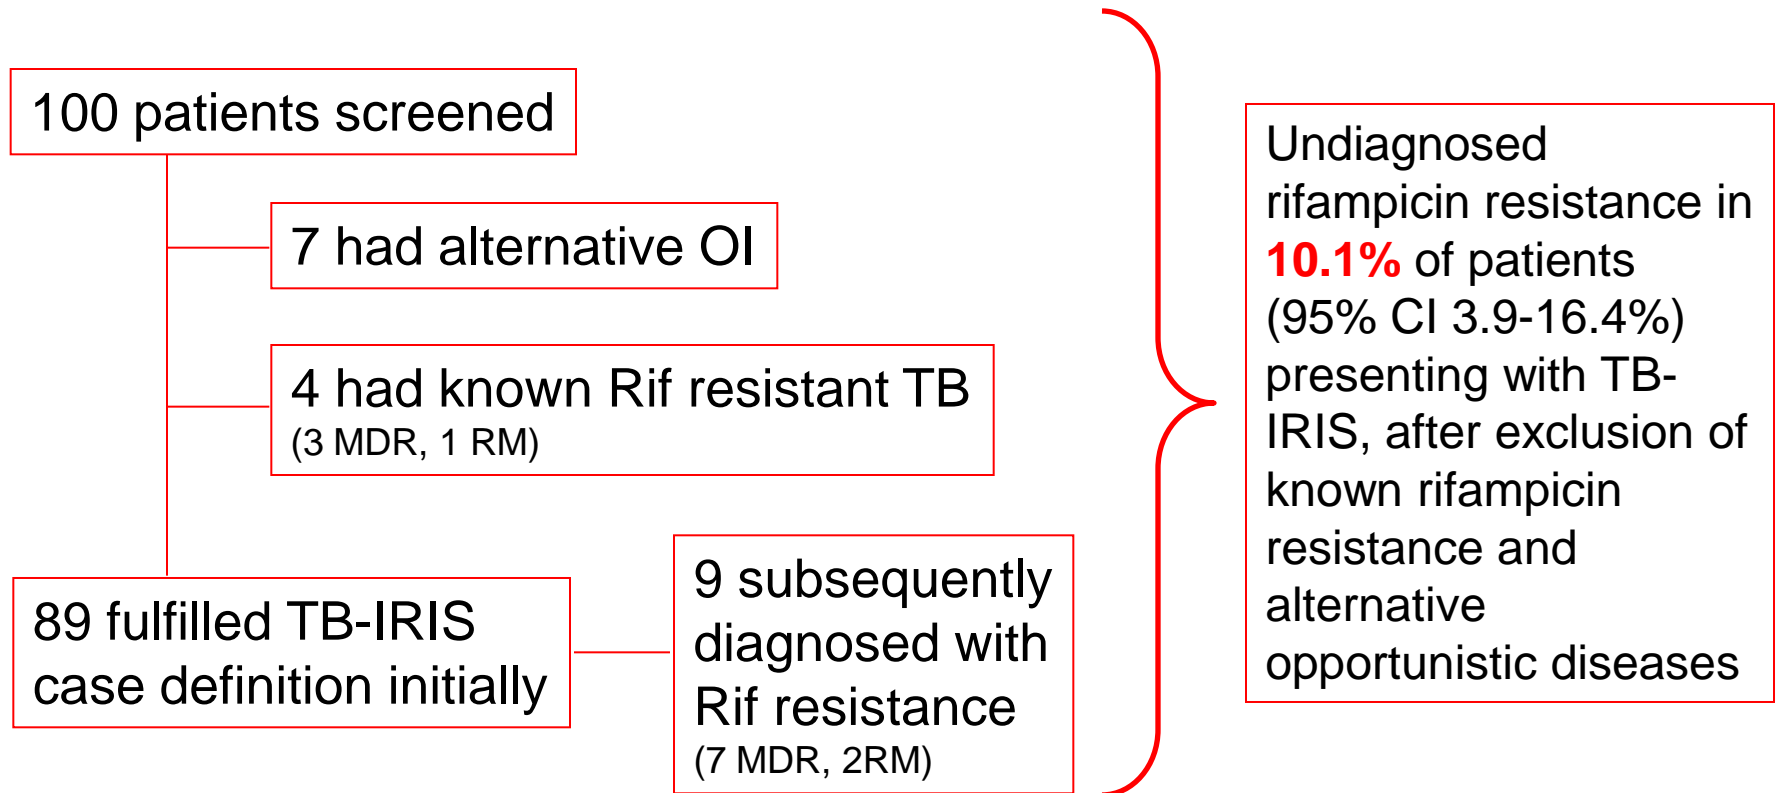 100 patients screened
7 had alternative OI
4 had known Rif resistant TB
(3 MDR, 1 RM)
89 fulfilled TB-IRIS
case definition initially
9 subsequently
diagnosed with
Rif resistance
(7 MDR, 2RM)
Undiagnosed
rifampicin resistance in
10.1% of patients
(95% CI 3.9-16.4%)
presenting with TB-
IRIS, after exclusion of
known rifampicin
resistance and
alternative
opportunistic diseases